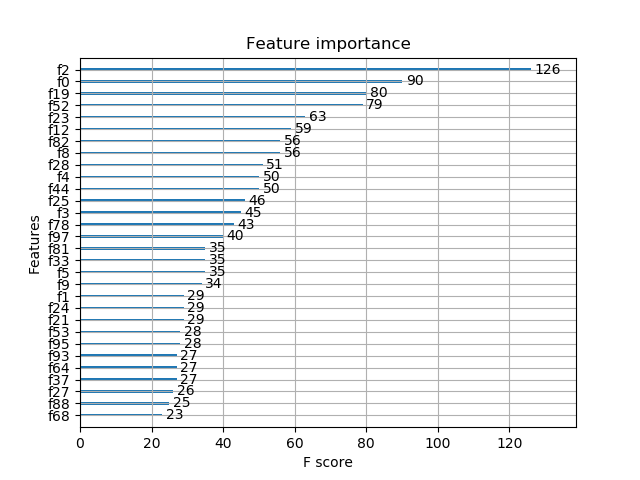 Feature importance
Features
f2 126
f0 90
f19 80
f52 79
f23 63
f12 59
f82 56
f8 56
f28 51
f4 50
f44 50
f25 46
f3 45
f78 43
f97 40
f81 35
f33 35
f5 35
f9 34
f1 29
f24 29
f21 29
f53 28
f95 28
f93 27
f64 27
f37 27
f27 26
f88 25
f68 23
0 20 40 60 80 100 120
F score